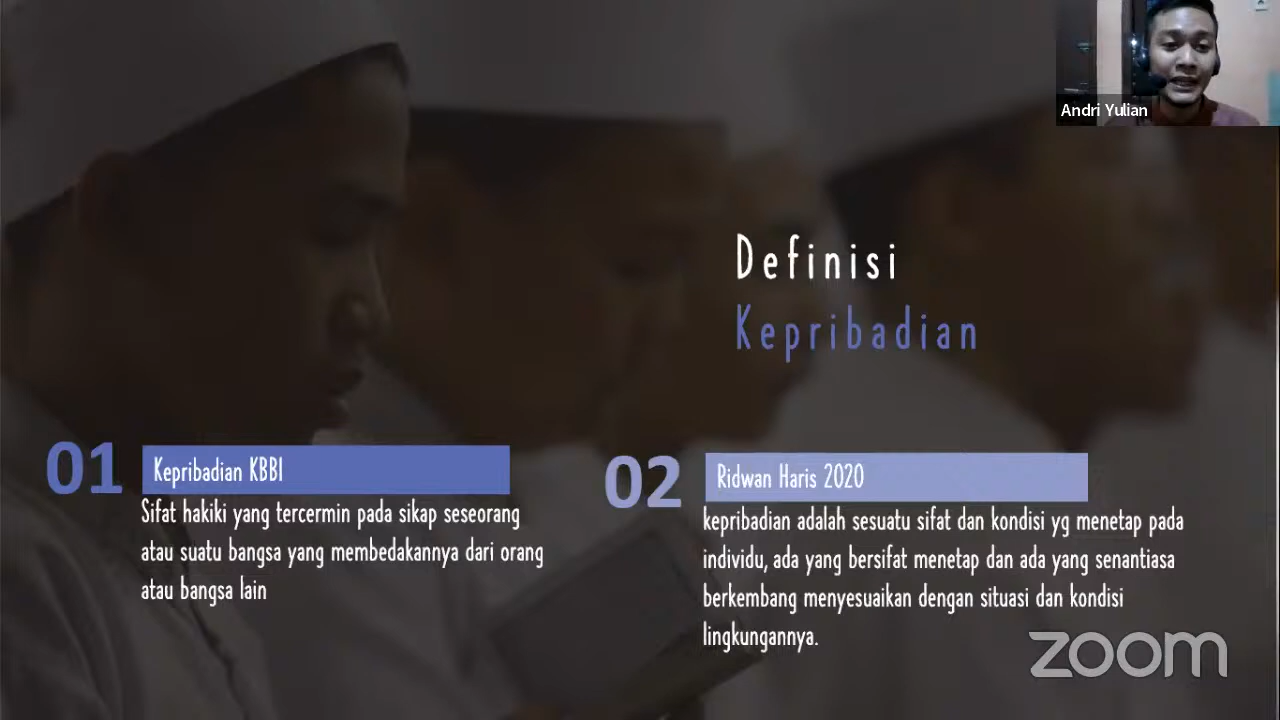 Andri Yulian
Definisi
Kepribadian
01
Kepribadian KBBI
Sifat hakiki yang tercermin pada sikap seseorang
atau suatu bangsa yang membedakannya dari orang
atau bangsa lain
02
Ridwan Haris 2020
kepribadian adalah sesuatu sifat dan kondisi yg menetap pada
individu, ada yang bersifat menetap dan ada yang senantiasa
berkembang menyesuaikan dengan situasi dan kondisi
lingkungannya.
zoom